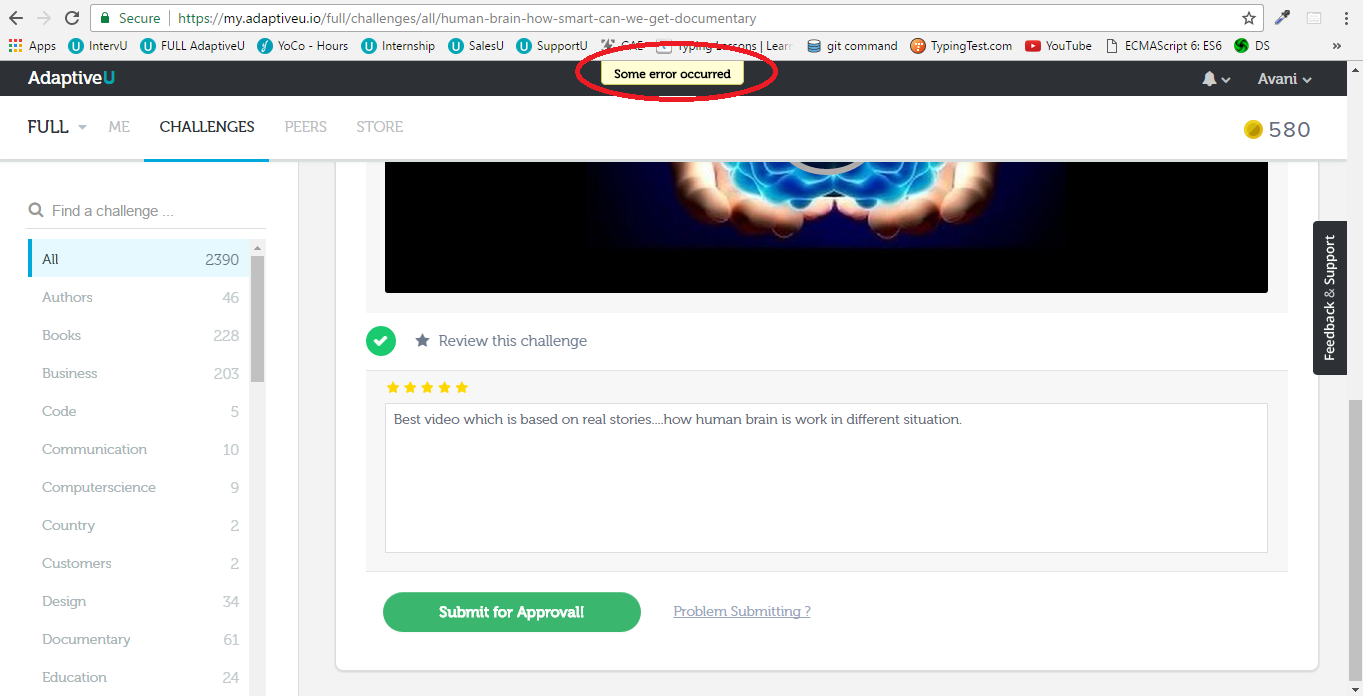 Secure https://my.adaptiveu.io/full/challenges/all/human-brain-how-smart-can-we-get-documentary
Apps IntervU FULL AdaptiveU YoCo - Hours Internship SalesU SupportU CAE Typing Lessons | Learn git command TypingTest.com YouTube ECMAScript 6: ES6 DS »
AdaptiveU Some error occurred Avani
FULL ME CHALLENGES PEERS STORE 580
Find a challenge ...
All 2390
Authors 46
Books 228
Business 203
Code 5
Communication 10
Computerscience 9
Country 2
Customers 2
Design 34
Documentary 61
Education 24
Review this challenge
Best video which is based on real stories....how human brain is work in different situation.
Submit for Approval! Problem Submitting ?
Feedback & Support